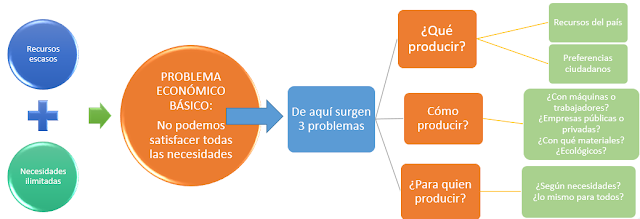 Recursos
escasos
Necesidades
ilimitadas
PROBLEMA
ECONÓMICO
BÁSICO:
No podemos
satisfacer todas
las necesidades
De aquí surgen
3 problemas
¿Qué
producir?
Recursos del país
Preferencias
ciudadanos
Cómo
producir?
¿Con máquinas o
trabajadores?
¿Empresas públicas o
privadas?
¿Con qué materiales?
¿Ecológicos?
¿Para quien
producir?
¿Según necesidades?
¿lo mismo para todos?